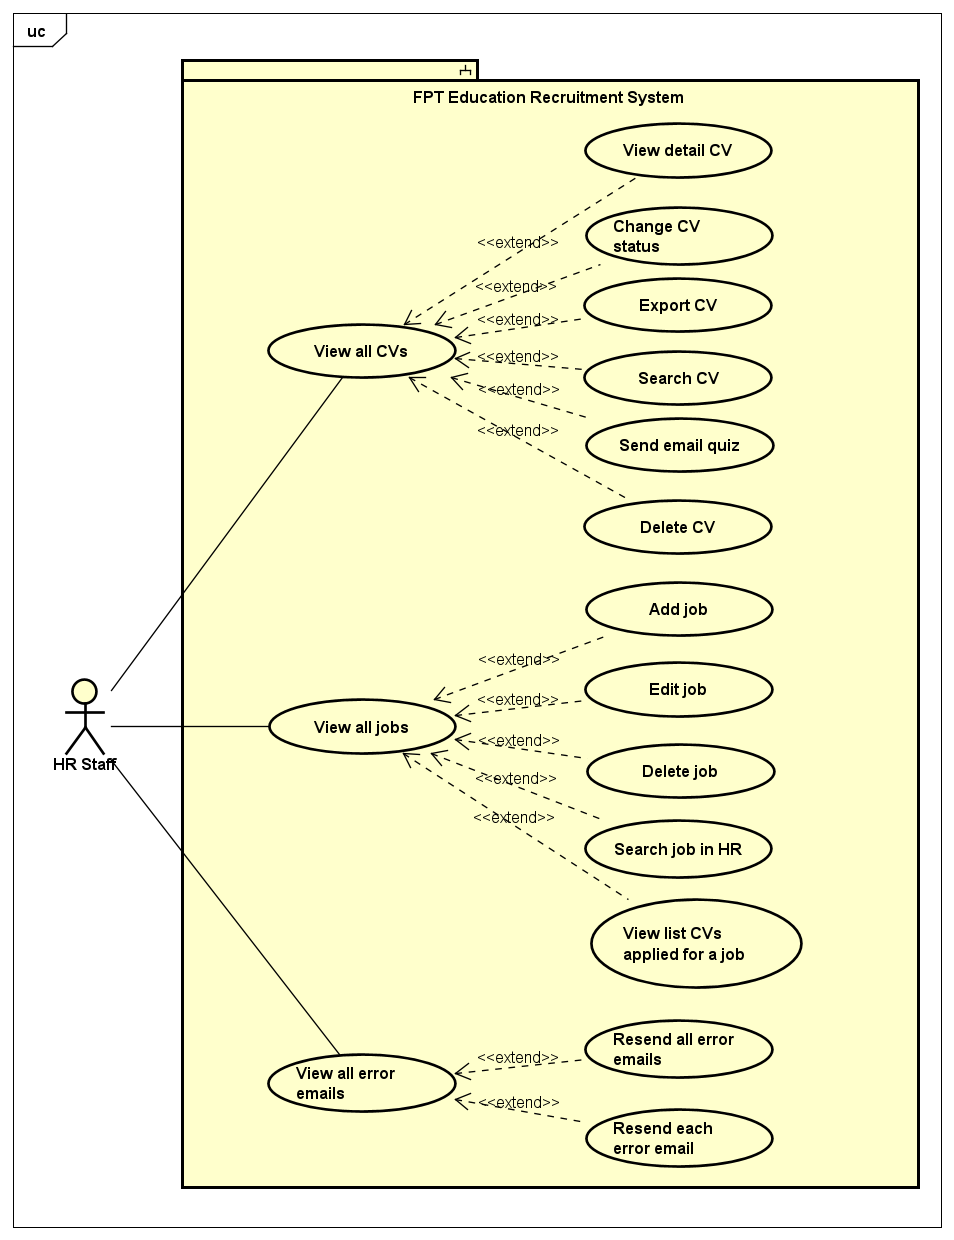 uc
FPT Education Recruitment System
View detail CV
<<extend>>
Change CV
status
<<extend>>
Export CV
<<extend>>
View all CVs
<<extend>>
Search CV
<<extend>>
Send email quiz
<<extend>>
Delete CV
Add job
<<extend>>
Edit job
<<extend>>
View all jobs
<<extend>>
Delete job
HR Staff
<<extend>>
<<extend>>
Search job in HR
View list CVs
applied for a job
Resend all error
emails
<<extend>>
View all error
emails
<<extend>>
Resend each
error email